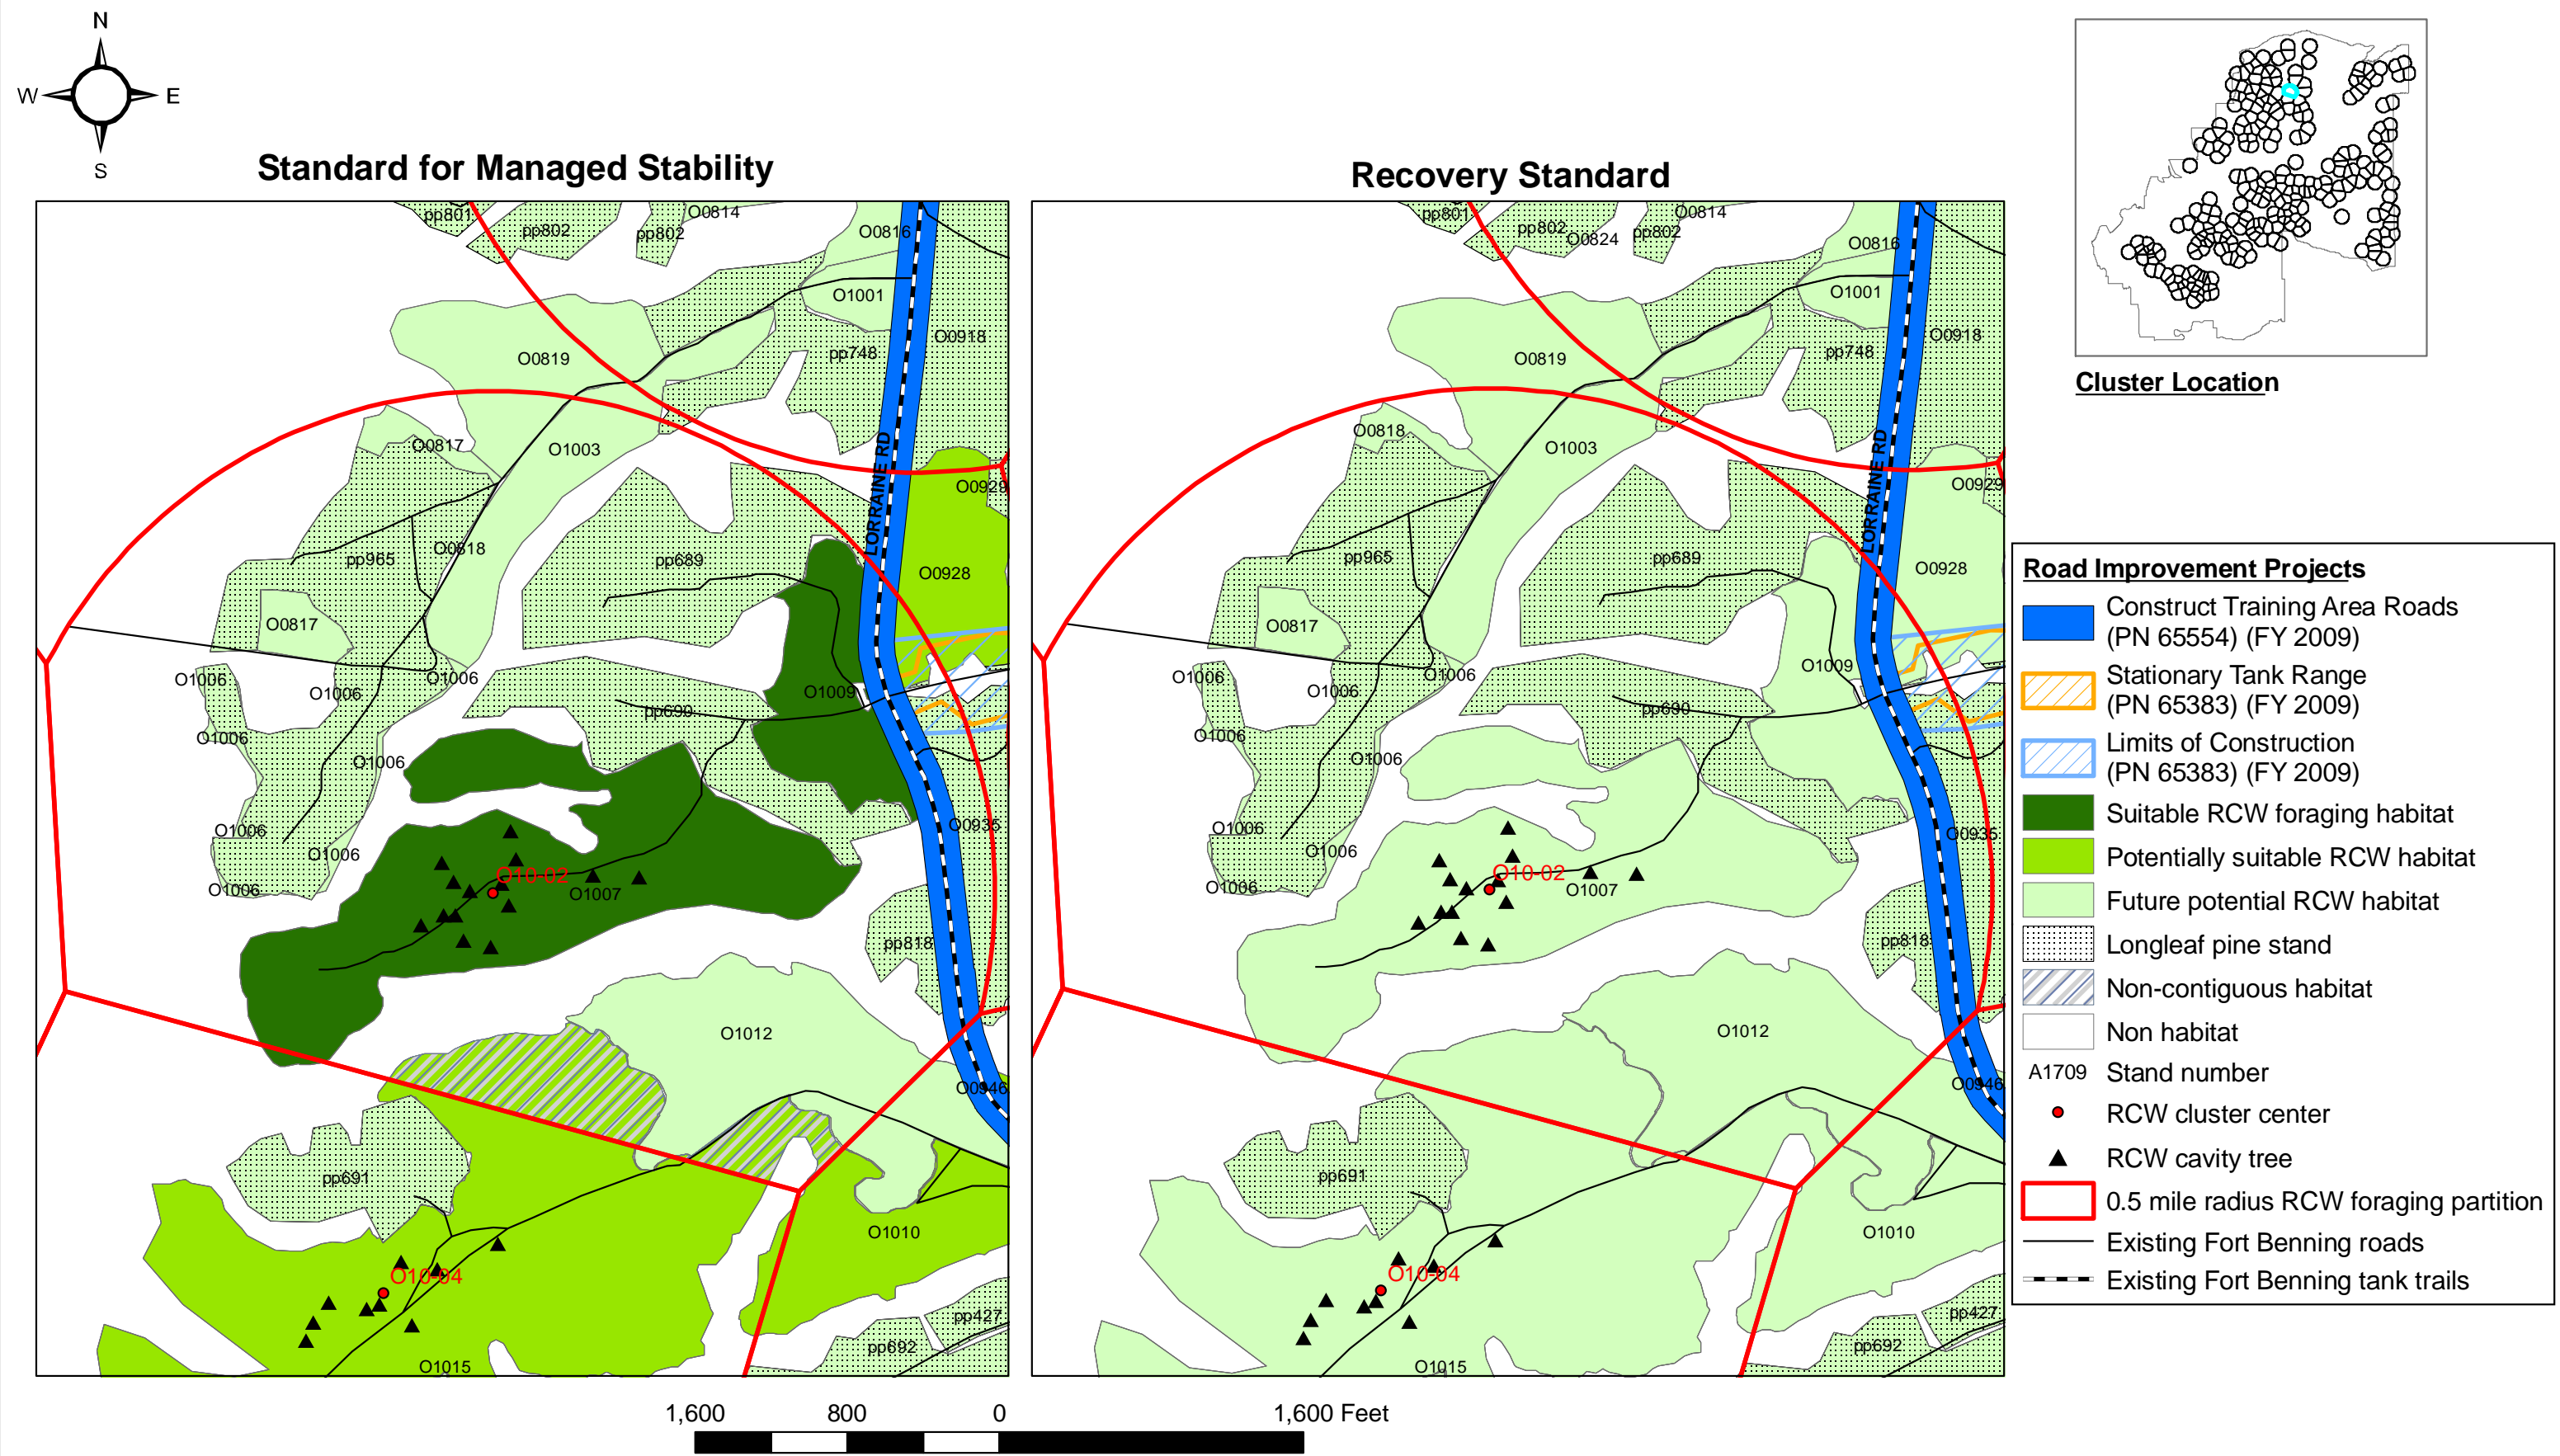 N
W E
S
Standard for Managed Stability
Recovery Standard
Cluster Location
pp801
pp802
pp802
O0814
O0816
O1001
O0918
pp748
O0819
O0817
O1003
LORRAINE RD
O0929
O0818
pp965
pp689
O0928
O0817
O1006
O1006
O1006
O1009
pp690
O1006
O1006
O1006
O1006
O0935
O10-02
O1007
O1006
pp818
O1012
O0946
pp691
O1010
O10-04
pp427
pp692
O1015
pp801
pp802
O0824
pp802
O0814
O0816
O1001
O0918
pp748
O0819
O0818
O1003
LORRAINE RD
O0929
pp965
pp689
O0928
O0817
O1006
O1006
O1006
O1009
pp690
O1006
O1006
O1006
O1006
O0935
O10-02
O1007
O1006
pp818
O1012
O0946
pp691
O1010
O10-04
pp427
pp692
O1015
Road Improvement Projects
Construct Training Area Roads
(PN 65554) (FY 2009)
Stationary Tank Range
(PN 65383) (FY 2009)
Limits of Construction
(PN 65383) (FY 2009)
Suitable RCW foraging habitat
Potentially suitable RCW habitat
Future potential RCW habitat
Longleaf pine stand
Non-contiguous habitat
Non habitat
A1709 Stand number
RCW cluster center
RCW cavity tree
0.5 mile radius RCW foraging partition
Existing Fort Benning roads
Existing Fort Benning tank trails
1,600 800 0 1,600 Feet